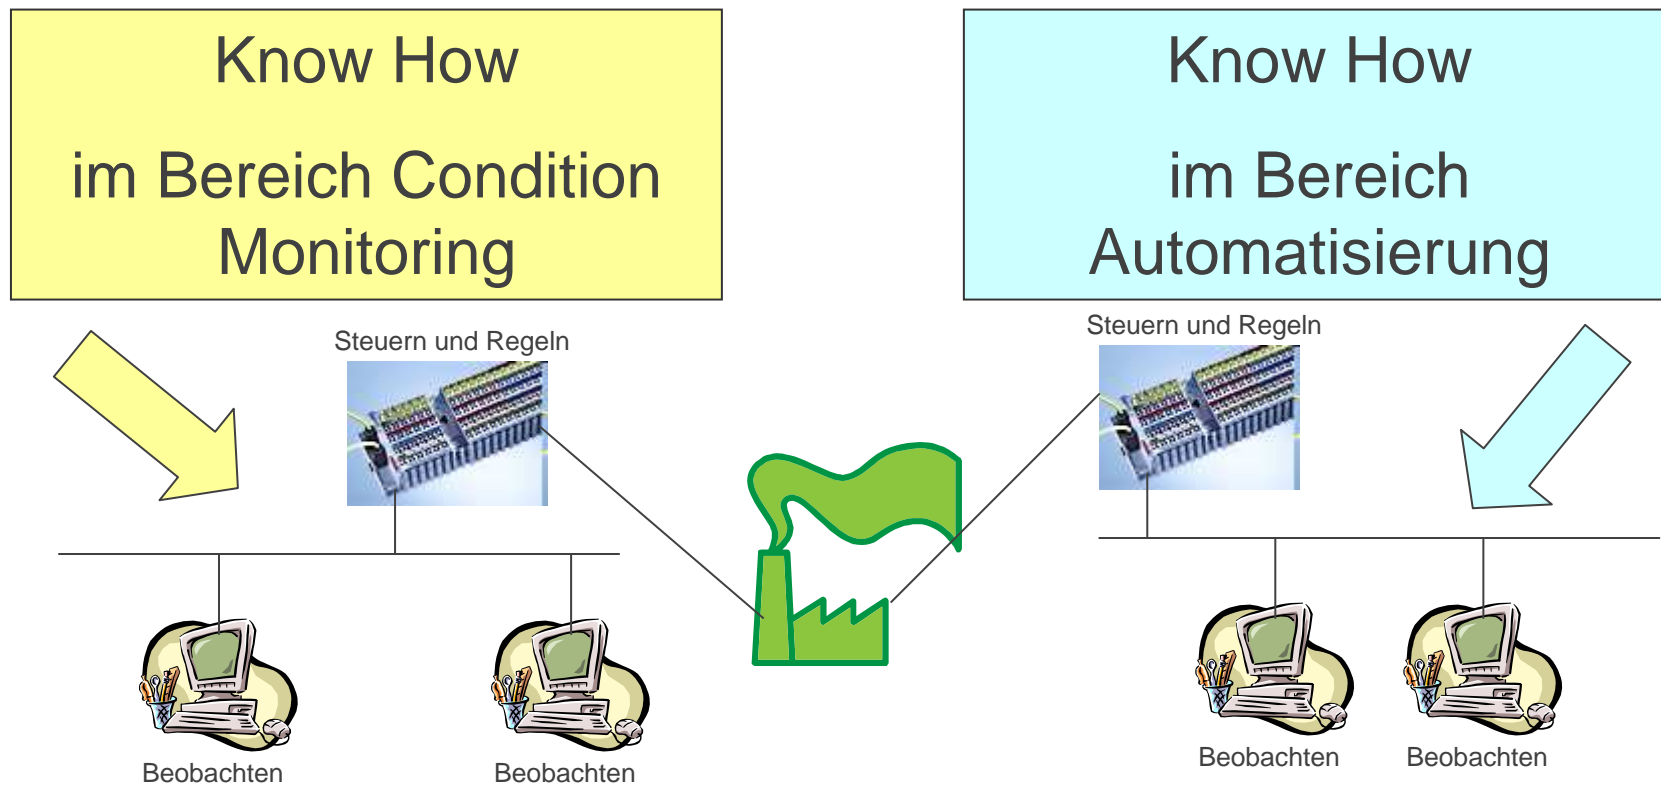 Know How
im Bereich Condition
Monitoring
Know How
im Bereich
Automatisierung
Steuern und Regeln
Steuern und Regeln
Beobachten
Beobachten
Beobachten
Beobachten